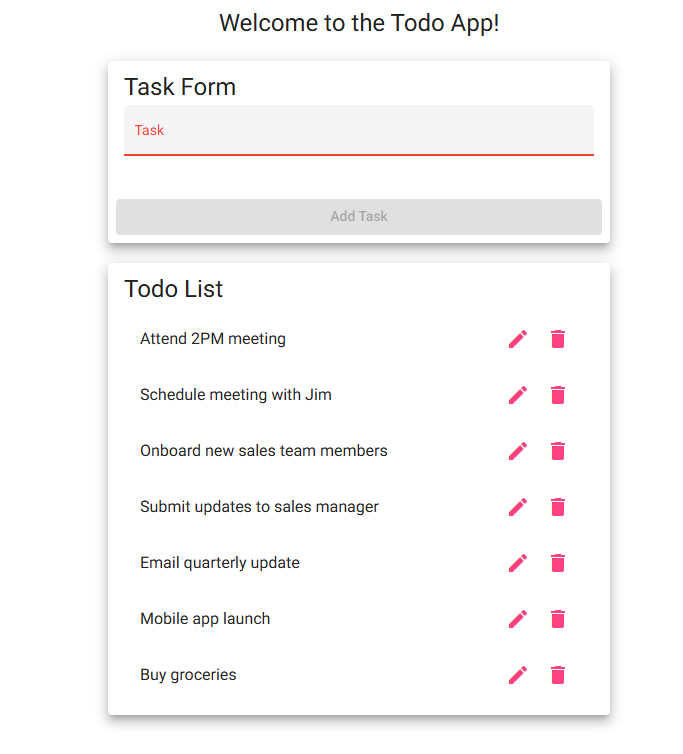 Welcome to the Todo App!
Task Form
Task
Add Task
Todo List
Attend 2PM meeting
Schedule meeting with Jim
Onboard new sales team members
Submit updates to sales manager
Email quarterly update
Mobile app launch
Buy groceries